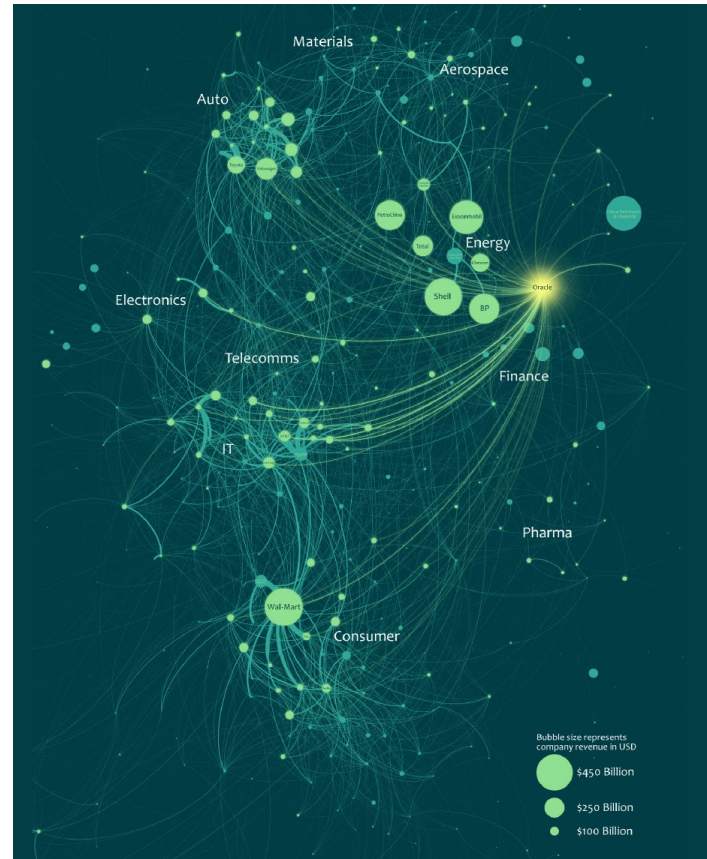 Materials
Aerospace
Auto
Toyota
Volkswagen
PetroChina
ExxonMobil
Total
Energy
Chevron
Shell
BP
Oracle
Electronics
Telecomms
Finance
IT
Pharma
Wal-Mart
Consumer
Bubble size represents
company revenue in USD
$450 Billion
$250 Billion
$100 Billion